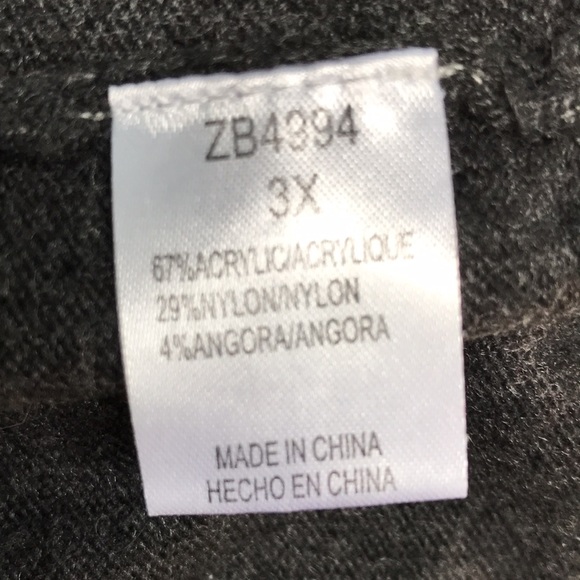 ZB4394
3X
67%ACRYLIC/ACRYLIQUE
29%NYLON/NYLON
4%ANGORA/ANGORA
MADE IN CHINA
HECHO EN CHINA